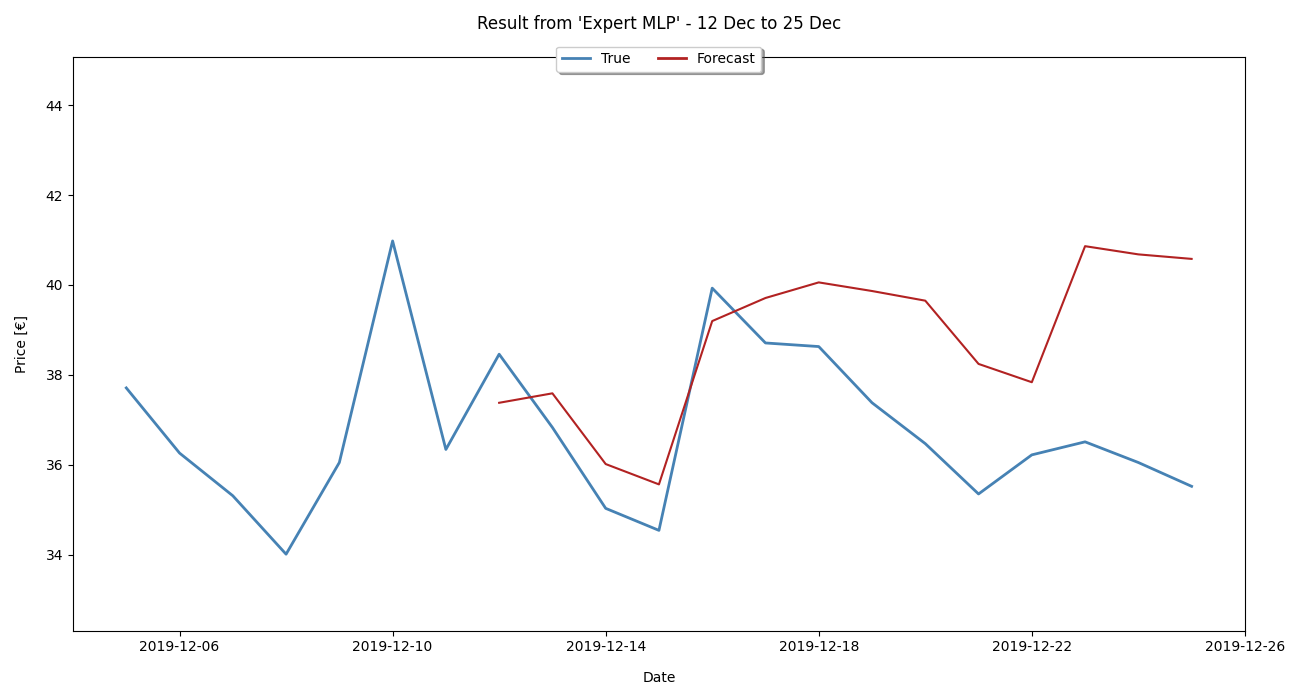 Result from 'Expert MLP' - 12 Dec to 25 Dec
True Forecast
44
42
40
38
36
34
Price [€]
2019-12-06 2019-12-10 2019-12-14 2019-12-18 2019-12-22 2019-12-26
Date